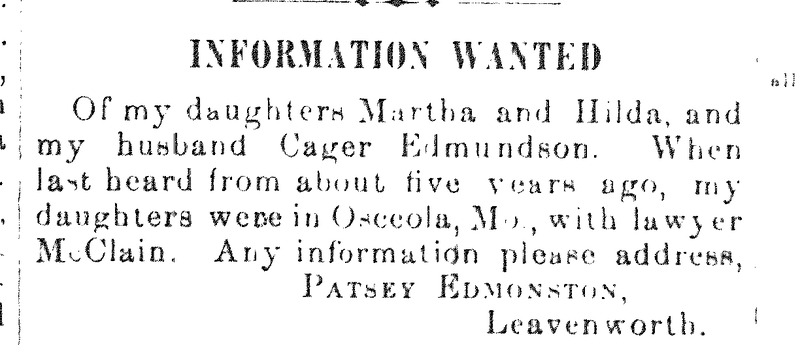 INFORMATION WANTED
Of my daughters Martha and Hilda, and
my husband Cager Edmundson. When
last heard from about five years ago, my
daughters were in Osceola, Mo., with lawyer
McClain. Any information please address,
PATSEY EDMONSTON,
Leavenworth.